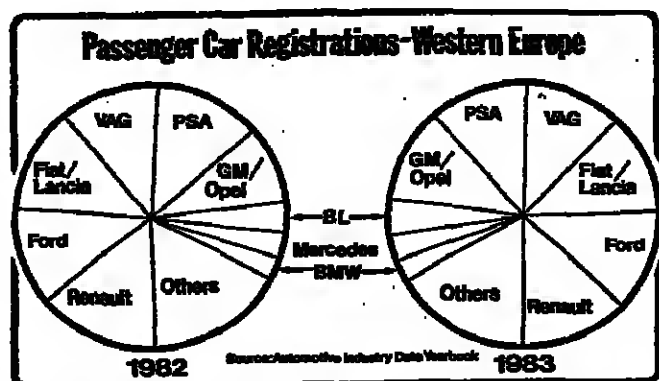 Passenger Car Registrations-Western Europe
VAG
PSA
Fiat/
Lancia
GM/
Opel
Ford
Renault
Others
1982
BL
Mercedes
BMW
PSA
VAG
GM/
Opel
Fiat/
Lancia
Ford
Others
Renault
1983
Source:Automotive Industry Data Yearbook